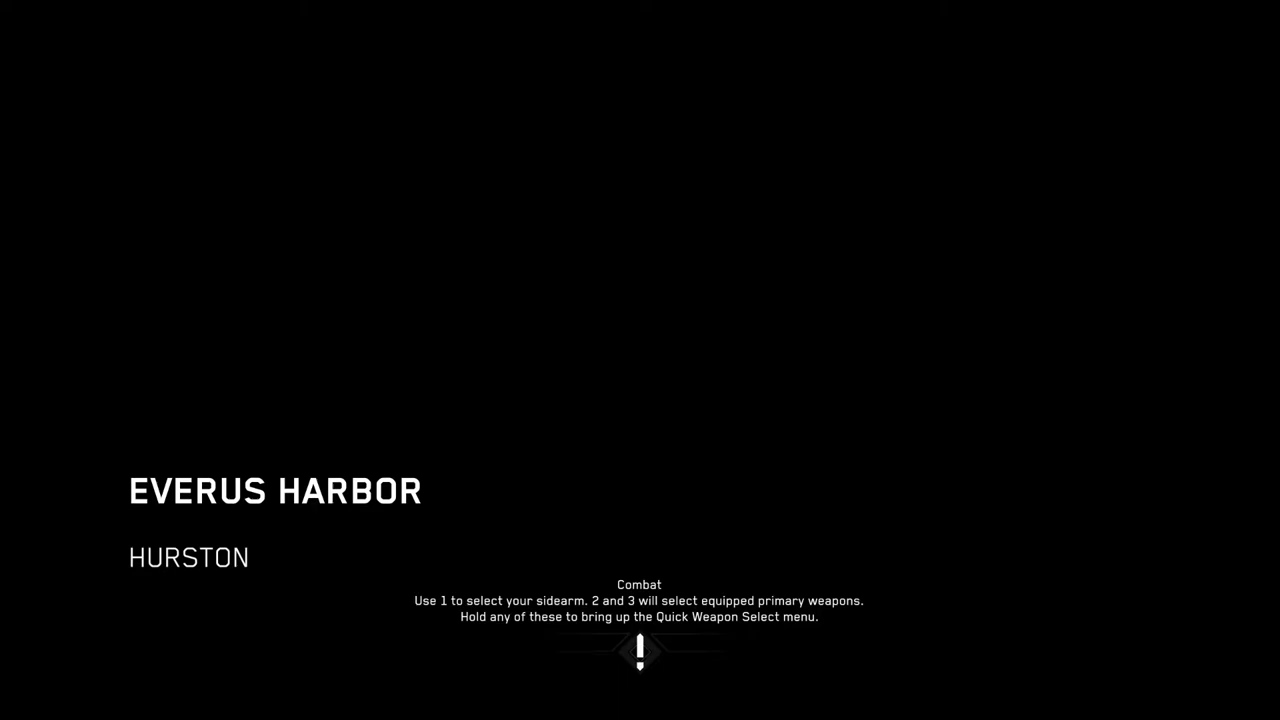 EVERUS HARBOR
HURSTON
Combat
Use 1 to select your sidearm. 2 and 3 will select equipped primary weapons.
Hold any of these to bring up the Quick Weapon Select menu.